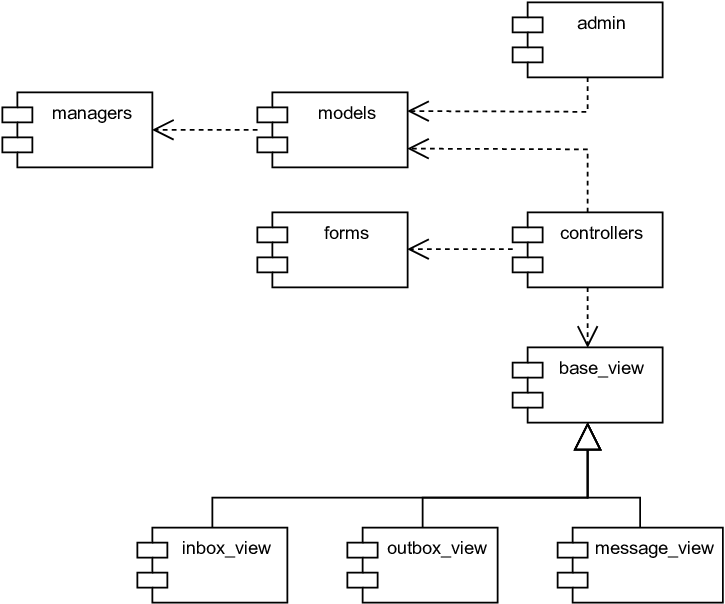 admin
managers
models
forms
controllers
base_view
inbox_view
outbox_view
message_view